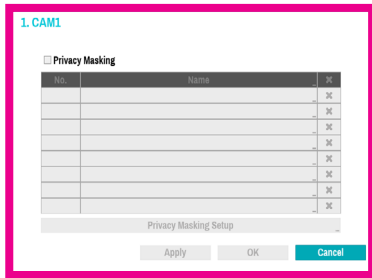 1. CAM1
Privacy Masking
No. Name
Privacy Masking Setup
Apply OK Cancel